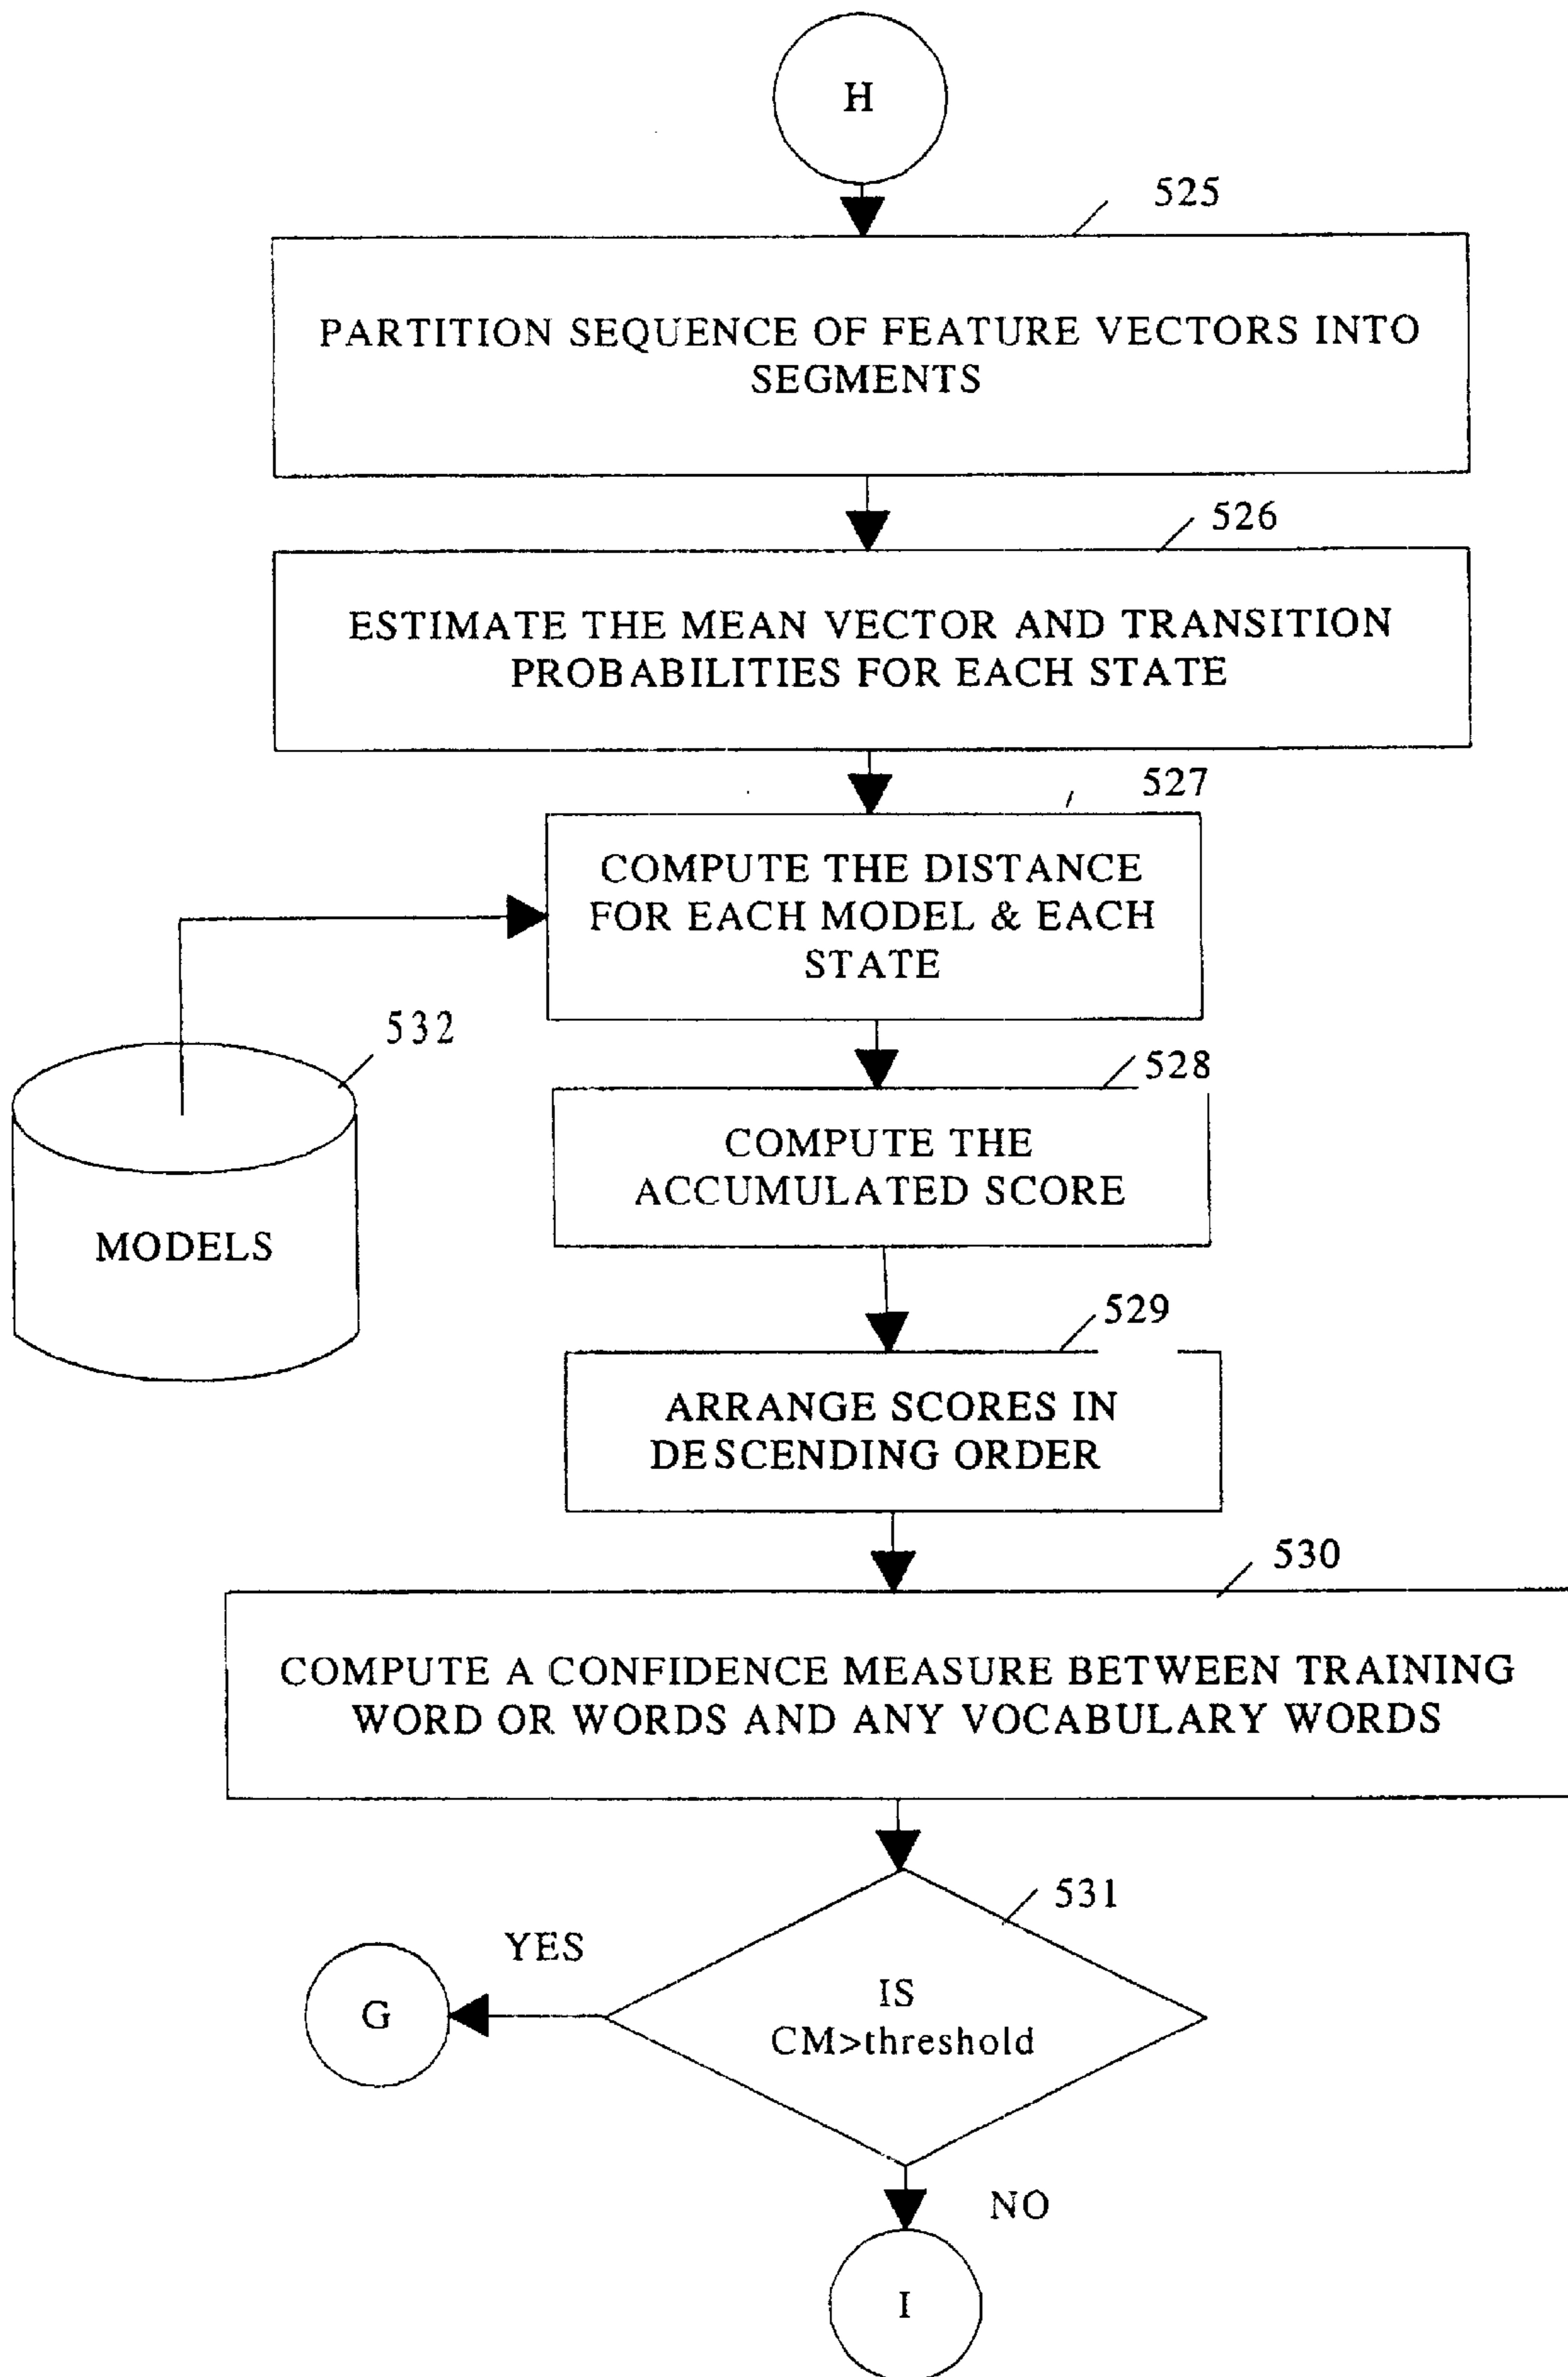 H
525
PARTITION SEQUENCE OF FEATURE VECTORS INTO
SEGMENTS
526
ESTIMATE THE MEAN VECTOR AND TRANSITION
PROBABILITIES FOR EACH STATE
527
COMPUTE THE DISTANCE
FOR EACH MODEL & EACH
STATE
532
MODELS
528
COMPUTE THE
ACCUMULATED SCORE
529
ARRANGE SCORES IN
DESCENDING ORDER
530
COMPUTE A CONFIDENCE MEASURE BETWEEN TRAINING
WORD OR WORDS AND ANY VOCABULARY WORDS
531
YES
G
IS
CM>threshold
NO
I